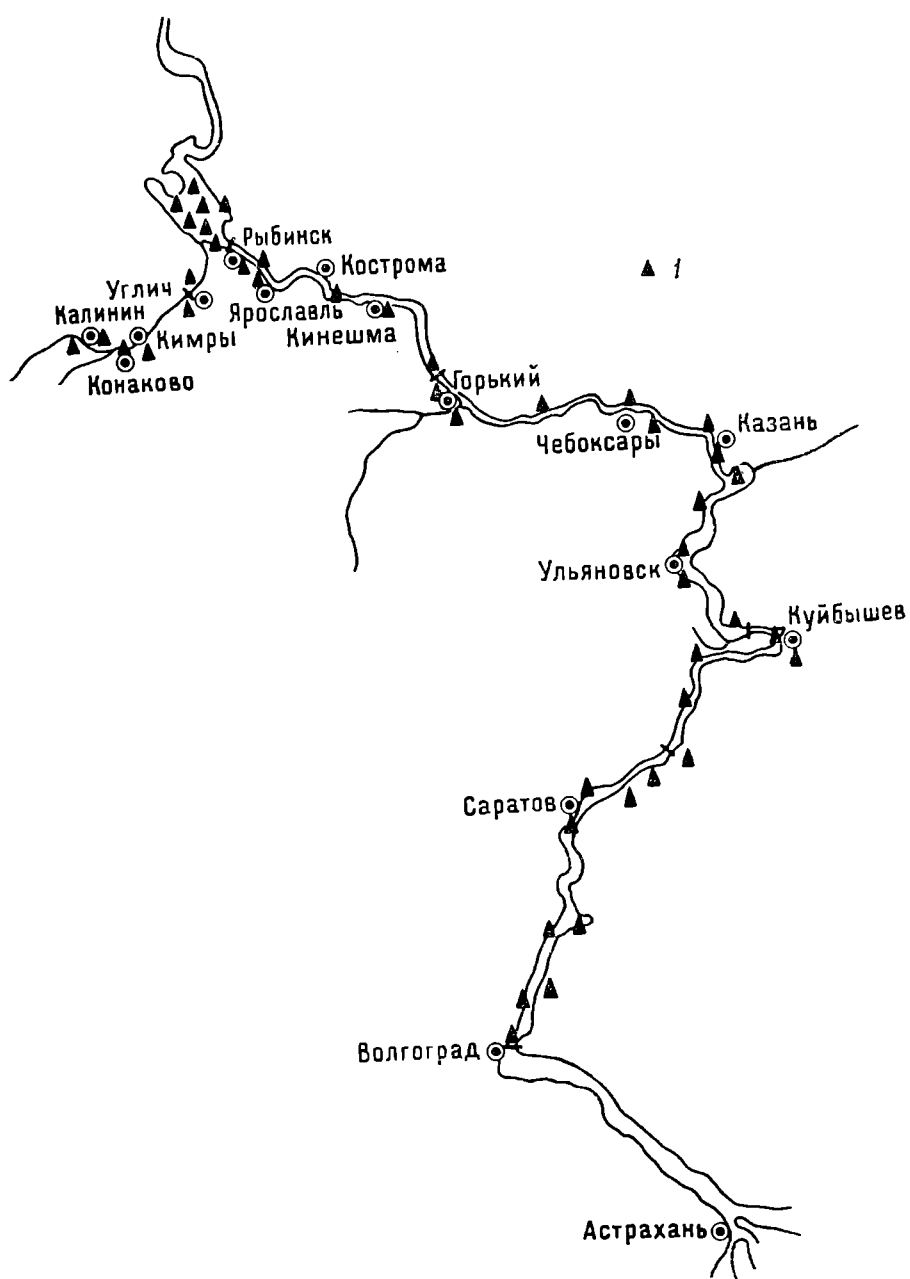 Рыбинск
Кострома
1
Углич
Калинин
Ярославль
Кимры
Кинешма
Конаково
Горький
Чебоксары
Казань
Ульяновск
Куйбышев
Саратов
Волгоград
Астрахань